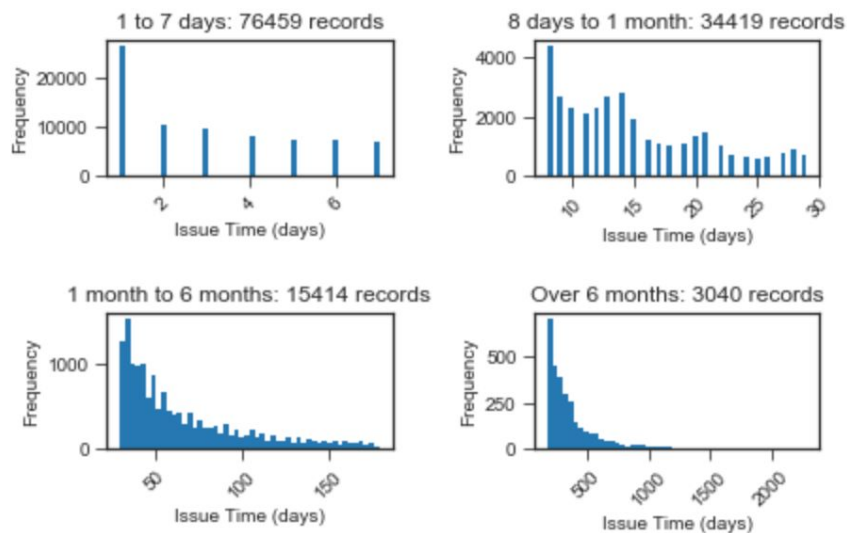 1 to 7 days: 76459 records
Frequency
20000
10000
0
2
4
6
Issue Time (days)
8 days to 1 month: 34419 records
Frequency
4000
2000
0
10
15
20
25
30
Issue Time (days)
1 month to 6 months: 15414 records
Frequency
1000
0
50
100
150
Issue Time (days)
Over 6 months: 3040 records
Frequency
500
250
0
500
1000
1500
2000
Issue Time (days)